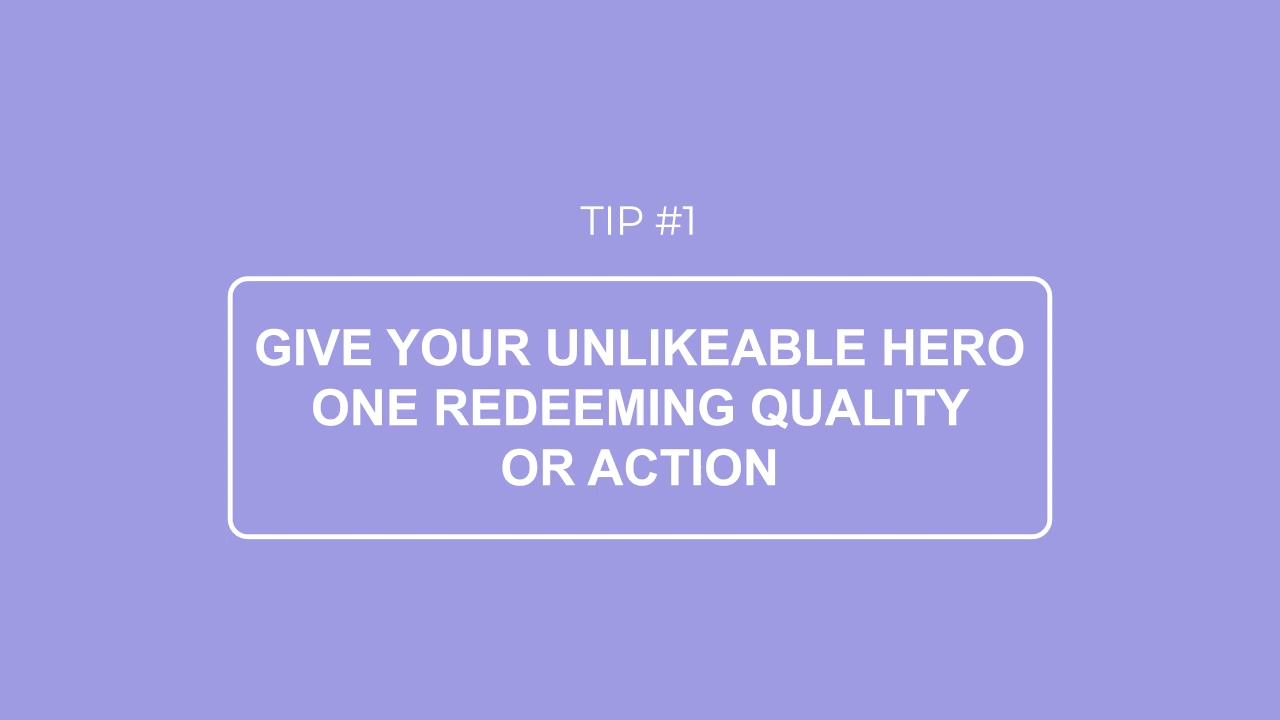 TIP #1
GIVE YOUR UNLIKEABLE HERO
ONE REDEEMING QUALITY
OR ACTION